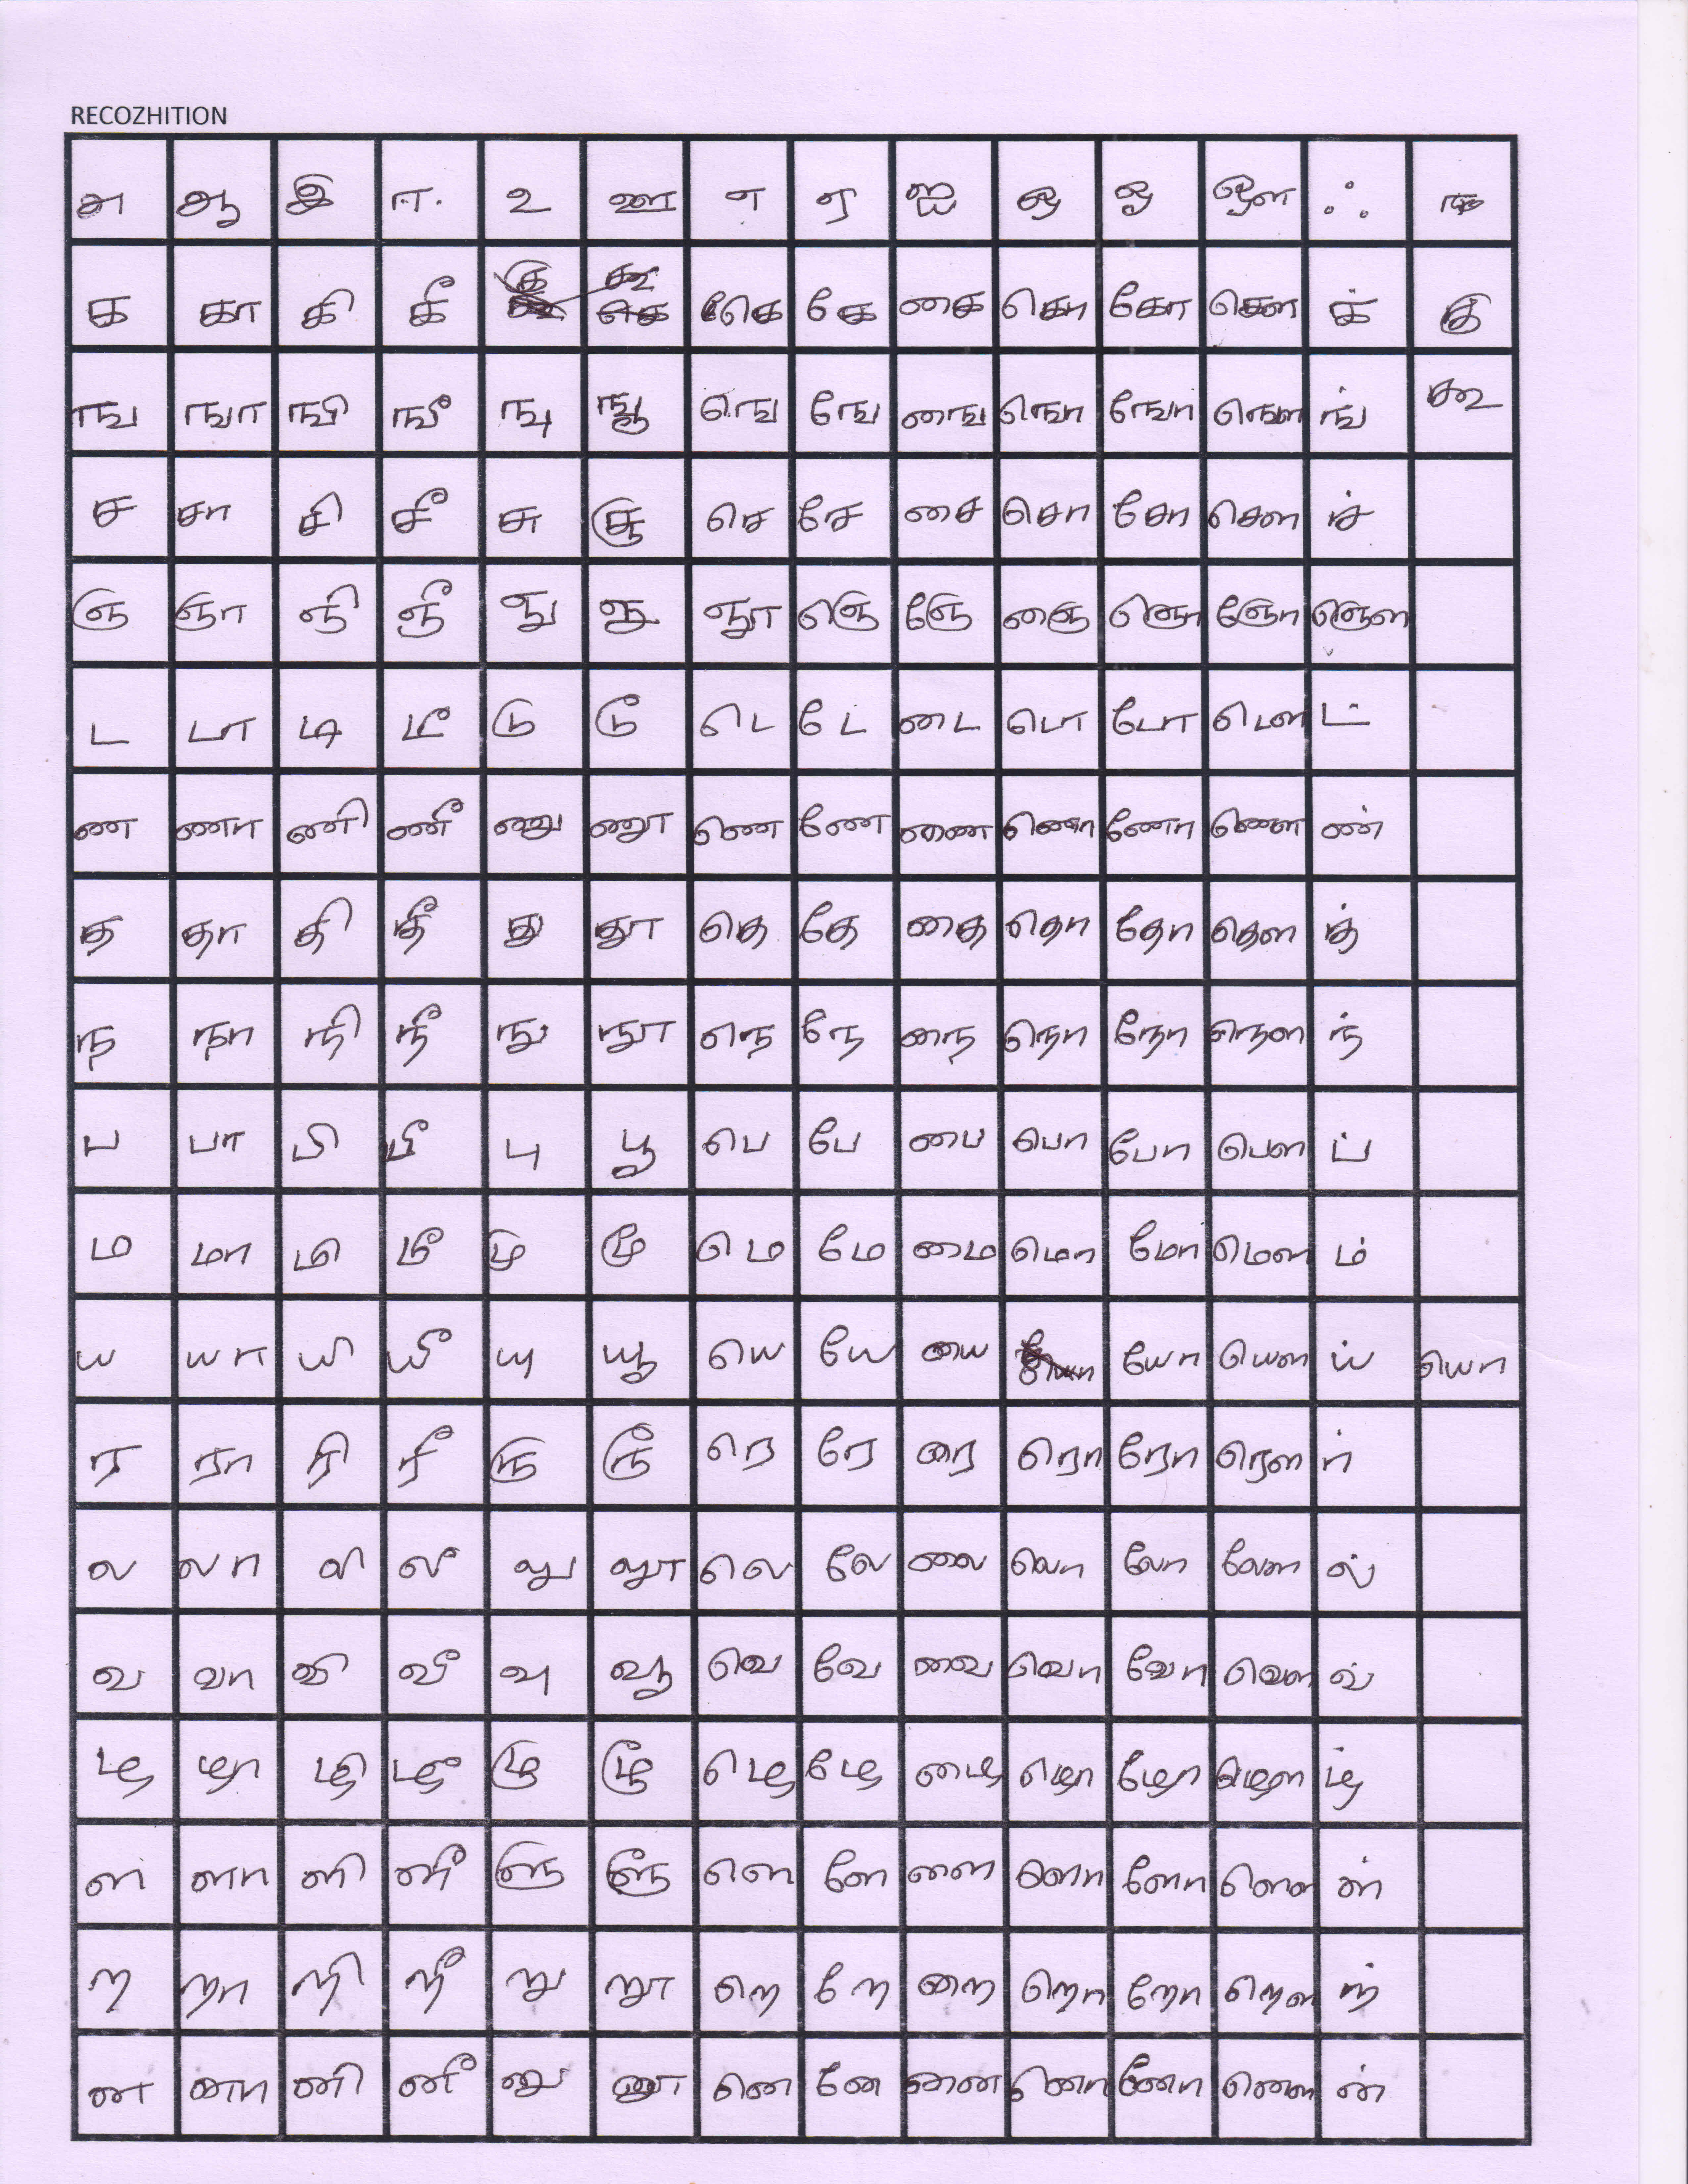 RECOZHITION
அ ஆ இ ஈ உ ஊ எ ஏ ஐ ஒ ஓ ஔ ஃ
க கா கி கீ கூ கெ கே கை கொ கோ கௌ க் கு
ங ஙா ஙி ஙீ ஙு ஙூ ஙெ ஙே ஙை ஙொ ஙோ ஙௌ ங் கூ
ச சா சி சீ சு சூ செ சே சை சொ சோ சௌ ச்
ஞ ஞா ஞி ஞீ ஞு ஞூ ஞெ ஞே ஞை ஞொ ஞோ ஞௌ
ட டா டி டீ டு டூ டெ டே டை டொ டோ டௌ ட்
ண ணா ணி ணீ ணு ணூ ணெ ணே ணை ணொ ணோ ணௌ ண்
த தா தி தீ து தூ தெ தே தை தொ தோ தௌ த்
ந நா நி நீ நு நூ நெ நே நை நொ நோ நௌ ந்
ப பா பி பீ பு பூ பெ பே பை பொ போ பௌ ப்
ம மா மி மீ மு மூ மெ மே மை மொ மோ மௌ ம்
ய யா யி யீ யு யூ யெ யே யை யோ யௌ ய் யொ
ர ரா ரி ரீ ரு ரூ ரெ ரே ரை ரொ ரோ ரௌ ர்
ல லா லி லீ லு லூ லெ லே லை லொ லோ லௌ ல்
வ வா வி வீ வு வூ வெ வே வை வொ வோ வௌ வ்
ழ ழா ழி ழீ ழு ழூ ழெ ழே ழை ழொ ழோ ழௌ ழ்
ள ளா ளி ளீ ளு ளூ ளெ ளே ளை ளொ ளோ ளௌ ள்
ற றா றி றீ று றூ றெ றே றை றொ றோ றௌ ற்
ன னா னி னீ னு னூ னெ னே னை னொ னோ னௌ ன்